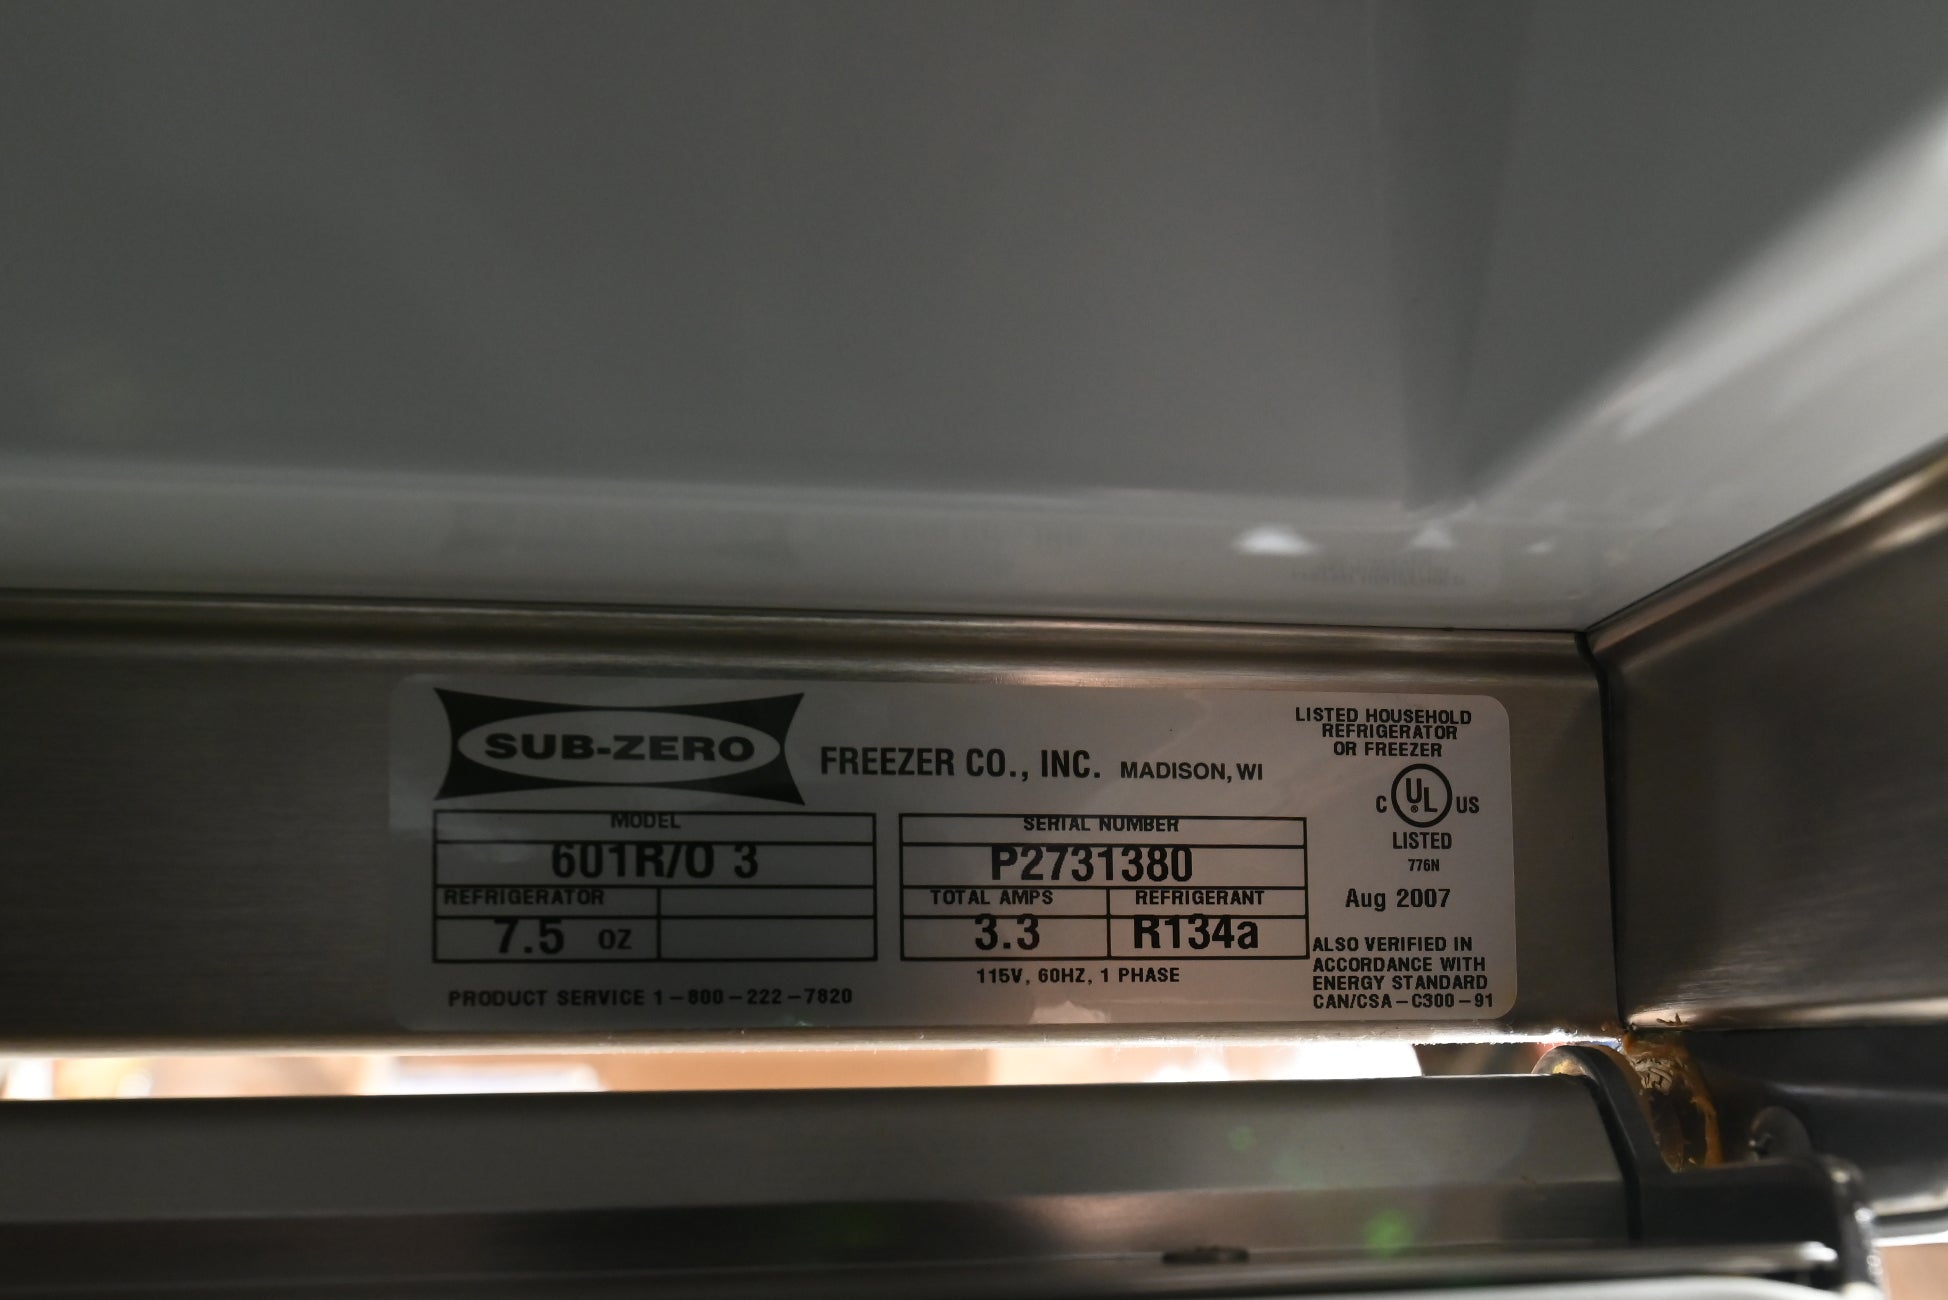 SUB-ZERO FREEZER CO., INC. MADISON, WI
MODEL
601R/O 3
REFRIGERATOR
7.5 OZ
PRODUCT SERVICE 1-800-222-7820
SERIAL NUMBER
P2731380
TOTAL AMPS REFRIGERANT
3.3 R134a
115V, 60HZ, 1 PHASE
LISTED HOUSEHOLD
REFRIGERATOR
OR FREEZER
C UL® US
LISTED
776N
Aug 2007
ALSO VERIFIED IN
ACCORDANCE WITH
ENERGY STANDARD
CAN/CSA-C300-91